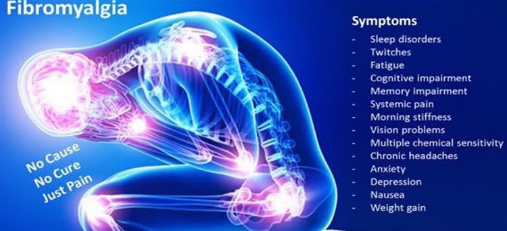 Fibromyalgia
No Cause
No Cure
Just Pain
Symptoms
- Sleep disorders
- Twitches
- Fatigue
- Cognitive impairment
- Memory impairment
- Systemic pain
- Morning stiffness
- Vision problems
- Multiple chemical sensitivity
- Chronic headaches
- Anxiety
- Depression
- Nausea
- Weight gain